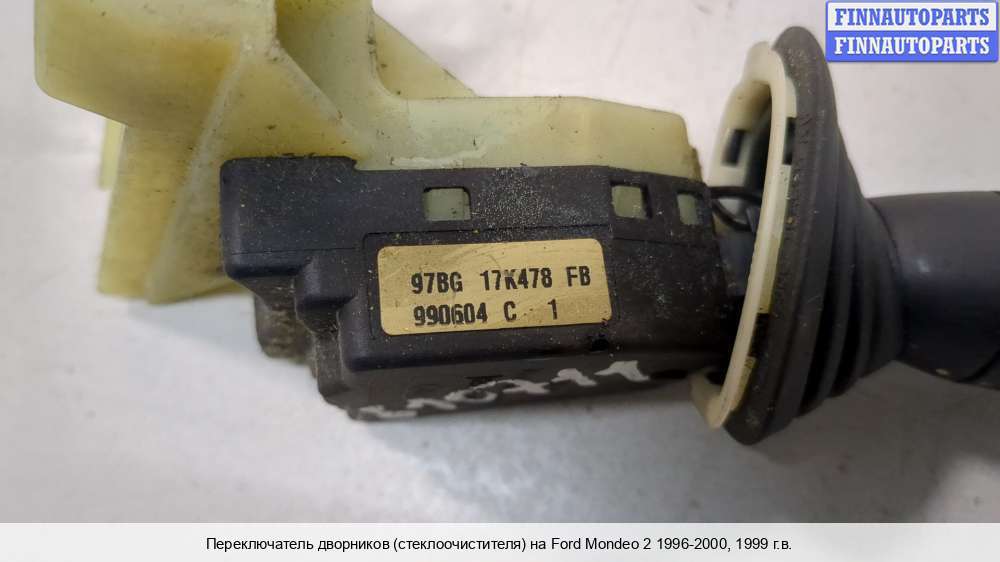 FINNAUTOPARTS
FINNAUTOPARTS
97BG 17K478 FB
990604 C 1
Переключатель дворников (стеклоочистителя) на Ford Mondeo 2 1996-2000, 1999 г.в.